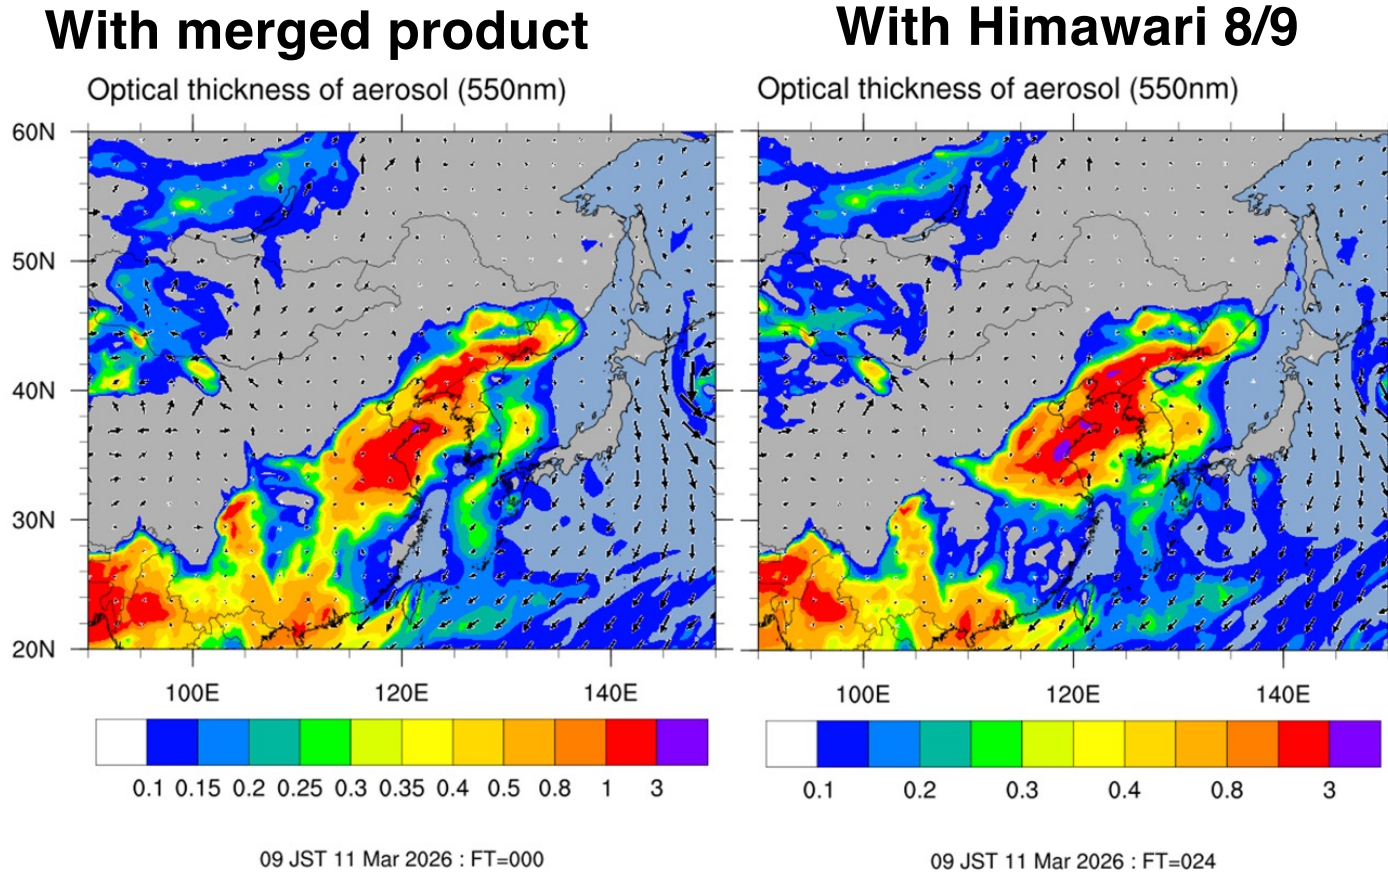 With merged product
With Himawari 8/9
Optical thickness of aerosol (550nm)
Optical thickness of aerosol (550nm)
60N
50N
40N
30N
20N
100E 120E 140E
100E 120E 140E
0.1 0.15 0.2 0.25 0.3 0.35 0.4 0.5 0.8 1 3
0.1 0.2 0.3 0.4 0.8 3
09 JST 11 Mar 2026 : FT=000
09 JST 11 Mar 2026 : FT=024